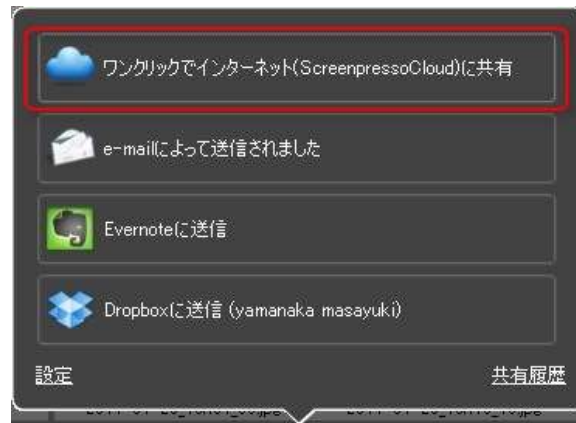 ワンクリックでインターネット(ScreenpressoCloud)に共有
e-mailによって送信されました
Evernoteに送信
Dropboxに送信 (yamanaka masayuki)
設定 共有履歴